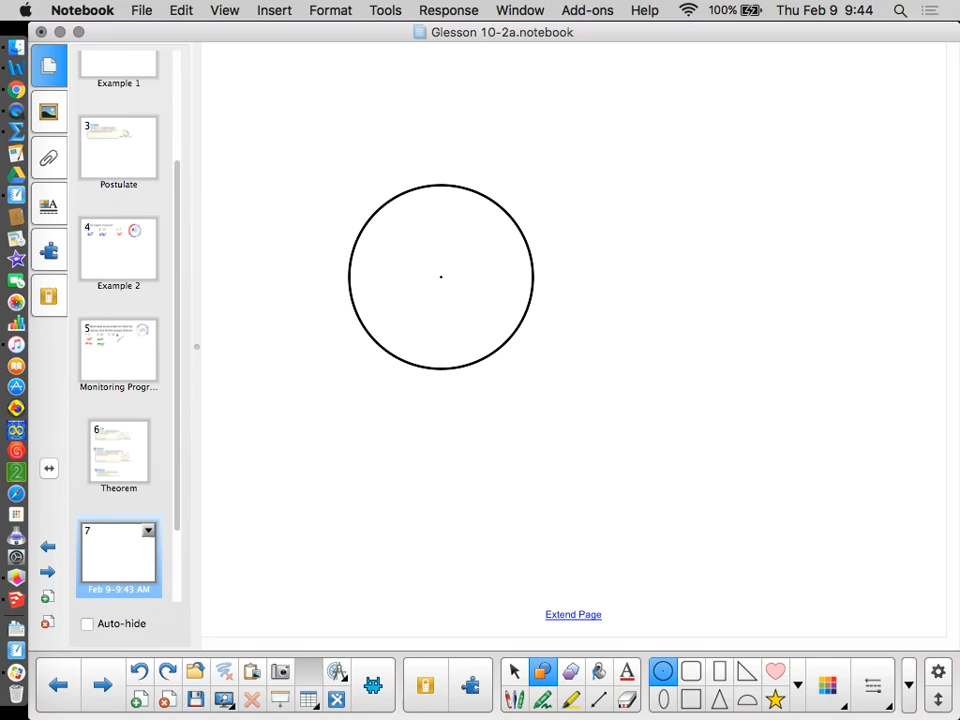 Notebook File Edit View Insert Format Tools Response Window Add-ons Help 100% Thu Feb 9 9:44
Glesson 10-2a.notebook
Example 1
3
Postulate
4
Example 2
5
Monitoring Progr...
6
Theorem
7
Feb 9-9:43 AM
Auto-hide
Extend Page